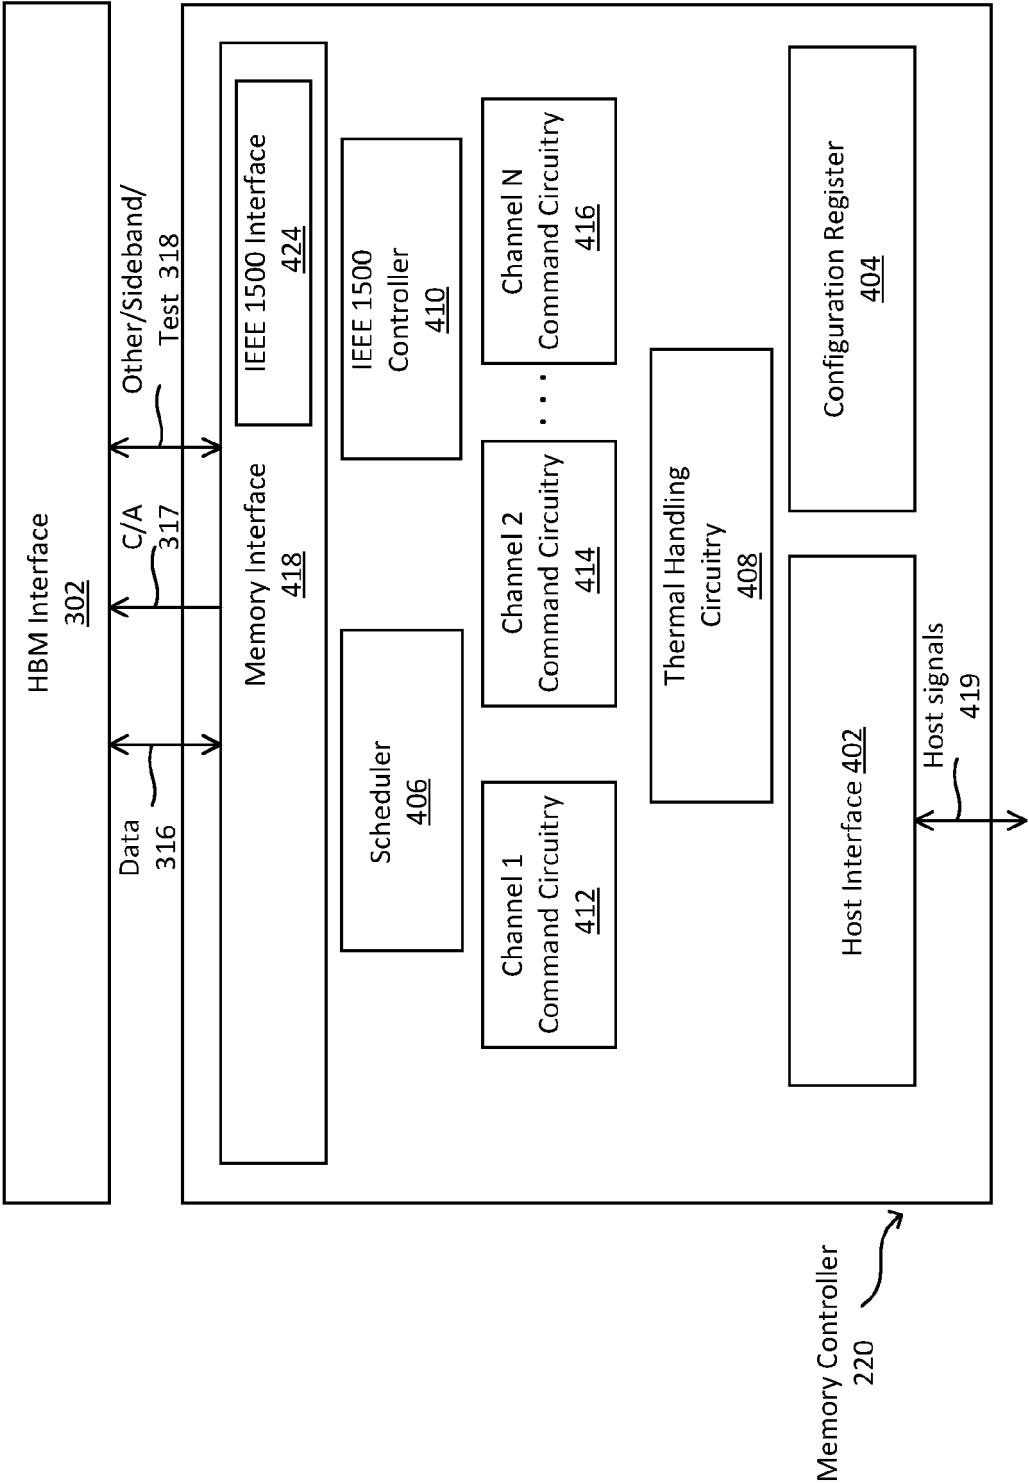 HBM Interface
302
Data
316
C/A
317
Other/Sideband/
Test 318
Memory Interface
418
IEEE 1500 Interface
424
Scheduler
406
IEEE 1500
Controller
410
Channel 1
Command Circuitry
412
Channel 2
Command Circuitry
414
. . .
Channel N
Command Circuitry
416
Thermal Handling
Circuitry
408
Host Interface 402
Configuration Register
404
Host signals
419
Memory Controller
220